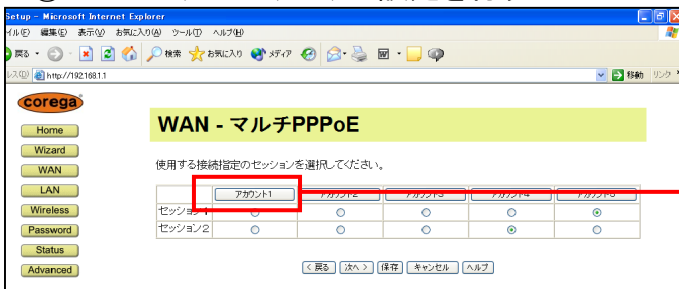 Setup - Microsoft Internet Explorer
イル(F) 編集(E) 表示(V) お気に入り(A) ツール(T) ヘルプ(H)
戻る 検索 お気に入り メディア
レス(D) http://192.168.1.1 移動 リンク
corega
Home
WAN - マルチPPPoE
Wizard
使用する接続指定のセッションを選択してください。
WAN
LAN
アカウント1 アカウント2 アカウント3 アカウント4 アカウント5
Wireless
セッション1
Password
セッション2
Status
Advanced
< 戻る 次へ > 保存 キャンセル ヘルプ